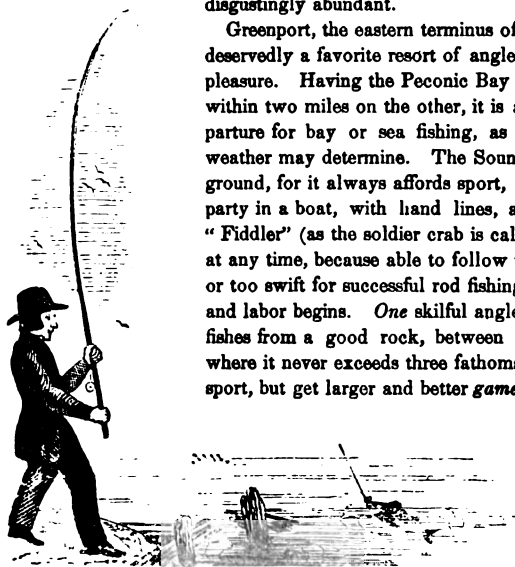 disgustingly abundant.
Greenport, the eastern terminus of
deservedly a favorite resort of angle
pleasure. Having the Peconic Bay
within two miles on the other, it is a
parture for bay or sea fishing, as
weather may determine. The Soun
ground, for it always affords sport,
party in a boat, with hand lines, a
“ Fiddler” (as the soldier crab is cal
at any time, because able to follow
or too swift for successful rod fishing
and labor begins. One skilful angle
fishes from a good rock, between
where it never exceeds three fathoms
sport, but get larger and better game